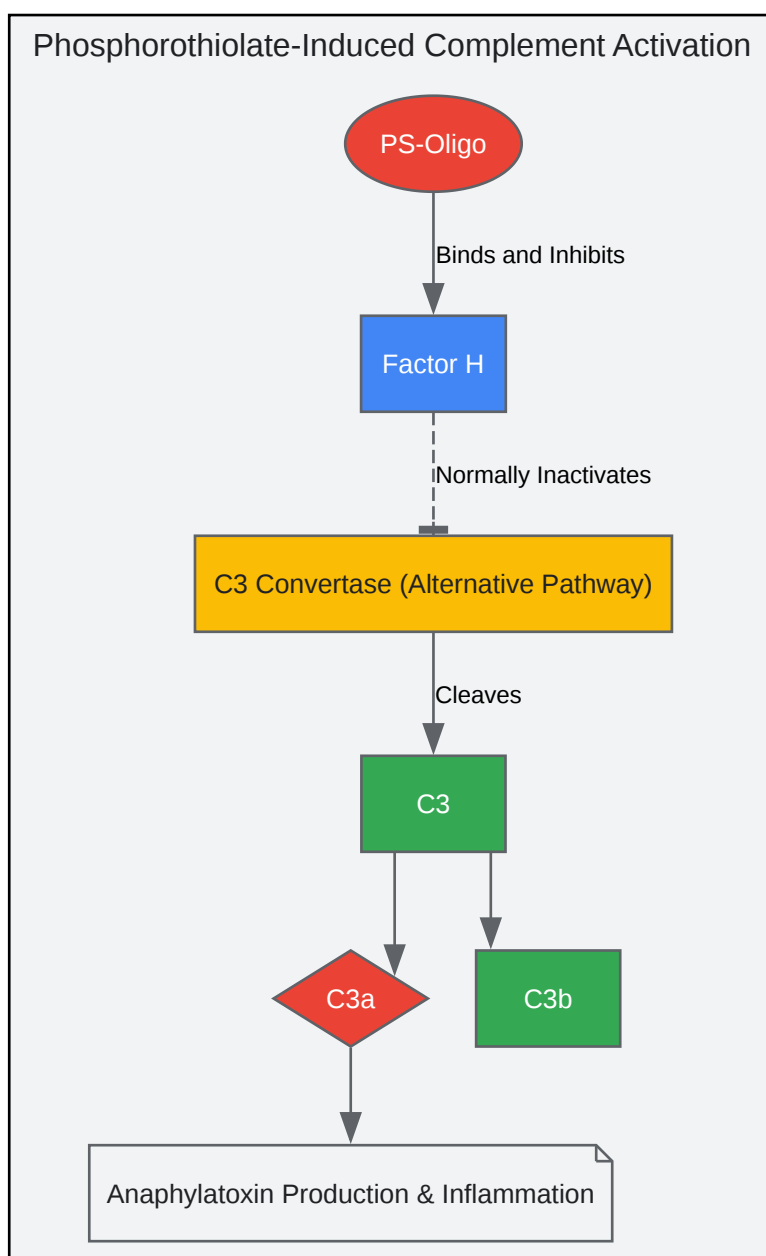 Phosphorothiolate-Induced Complement Activation
PS-Oligo
Binds and Inhibits
Factor H
Normally Inactivates
C3 Convertase (Alternative Pathway)
Cleaves
C3
C3a
C3b
Anaphylatoxin Production & Inflammation